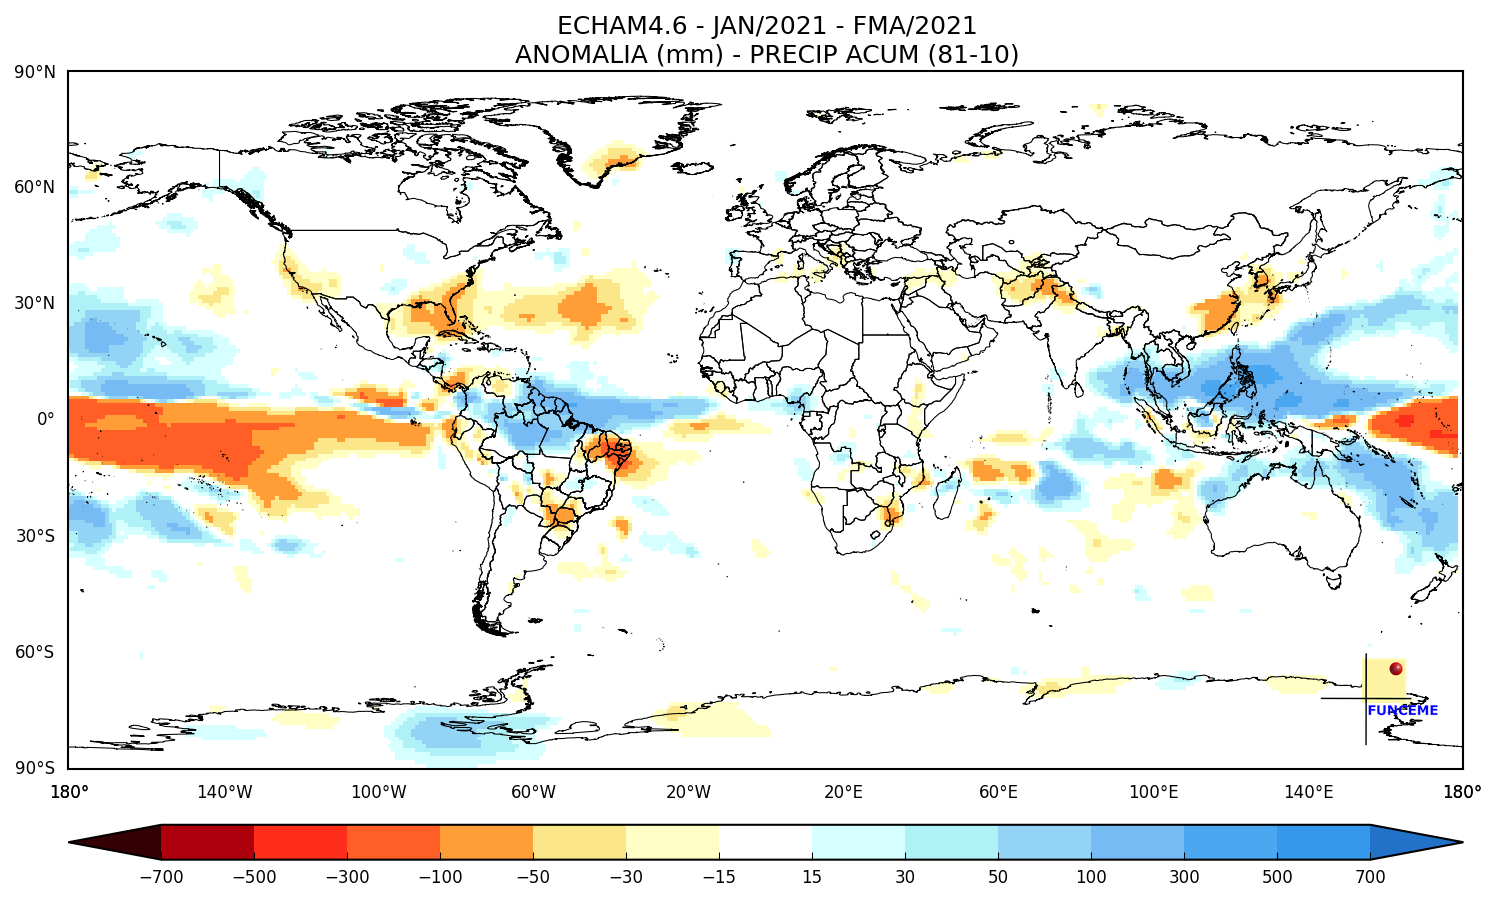 ECHAM4.6 - JAN/2021 - FMA/2021
ANOMALIA (mm) - PRECIP ACUM (81-10)
90°N
60°N
30°N
0°
30°S
60°S
90°S
FUNCEME
180° 140°W 100°W 60°W 20°W 20°E 60°E 100°E 140°E 180°
−700 −500 −300 −100 −50 −30 −15 15 30 50 100 300 500 700